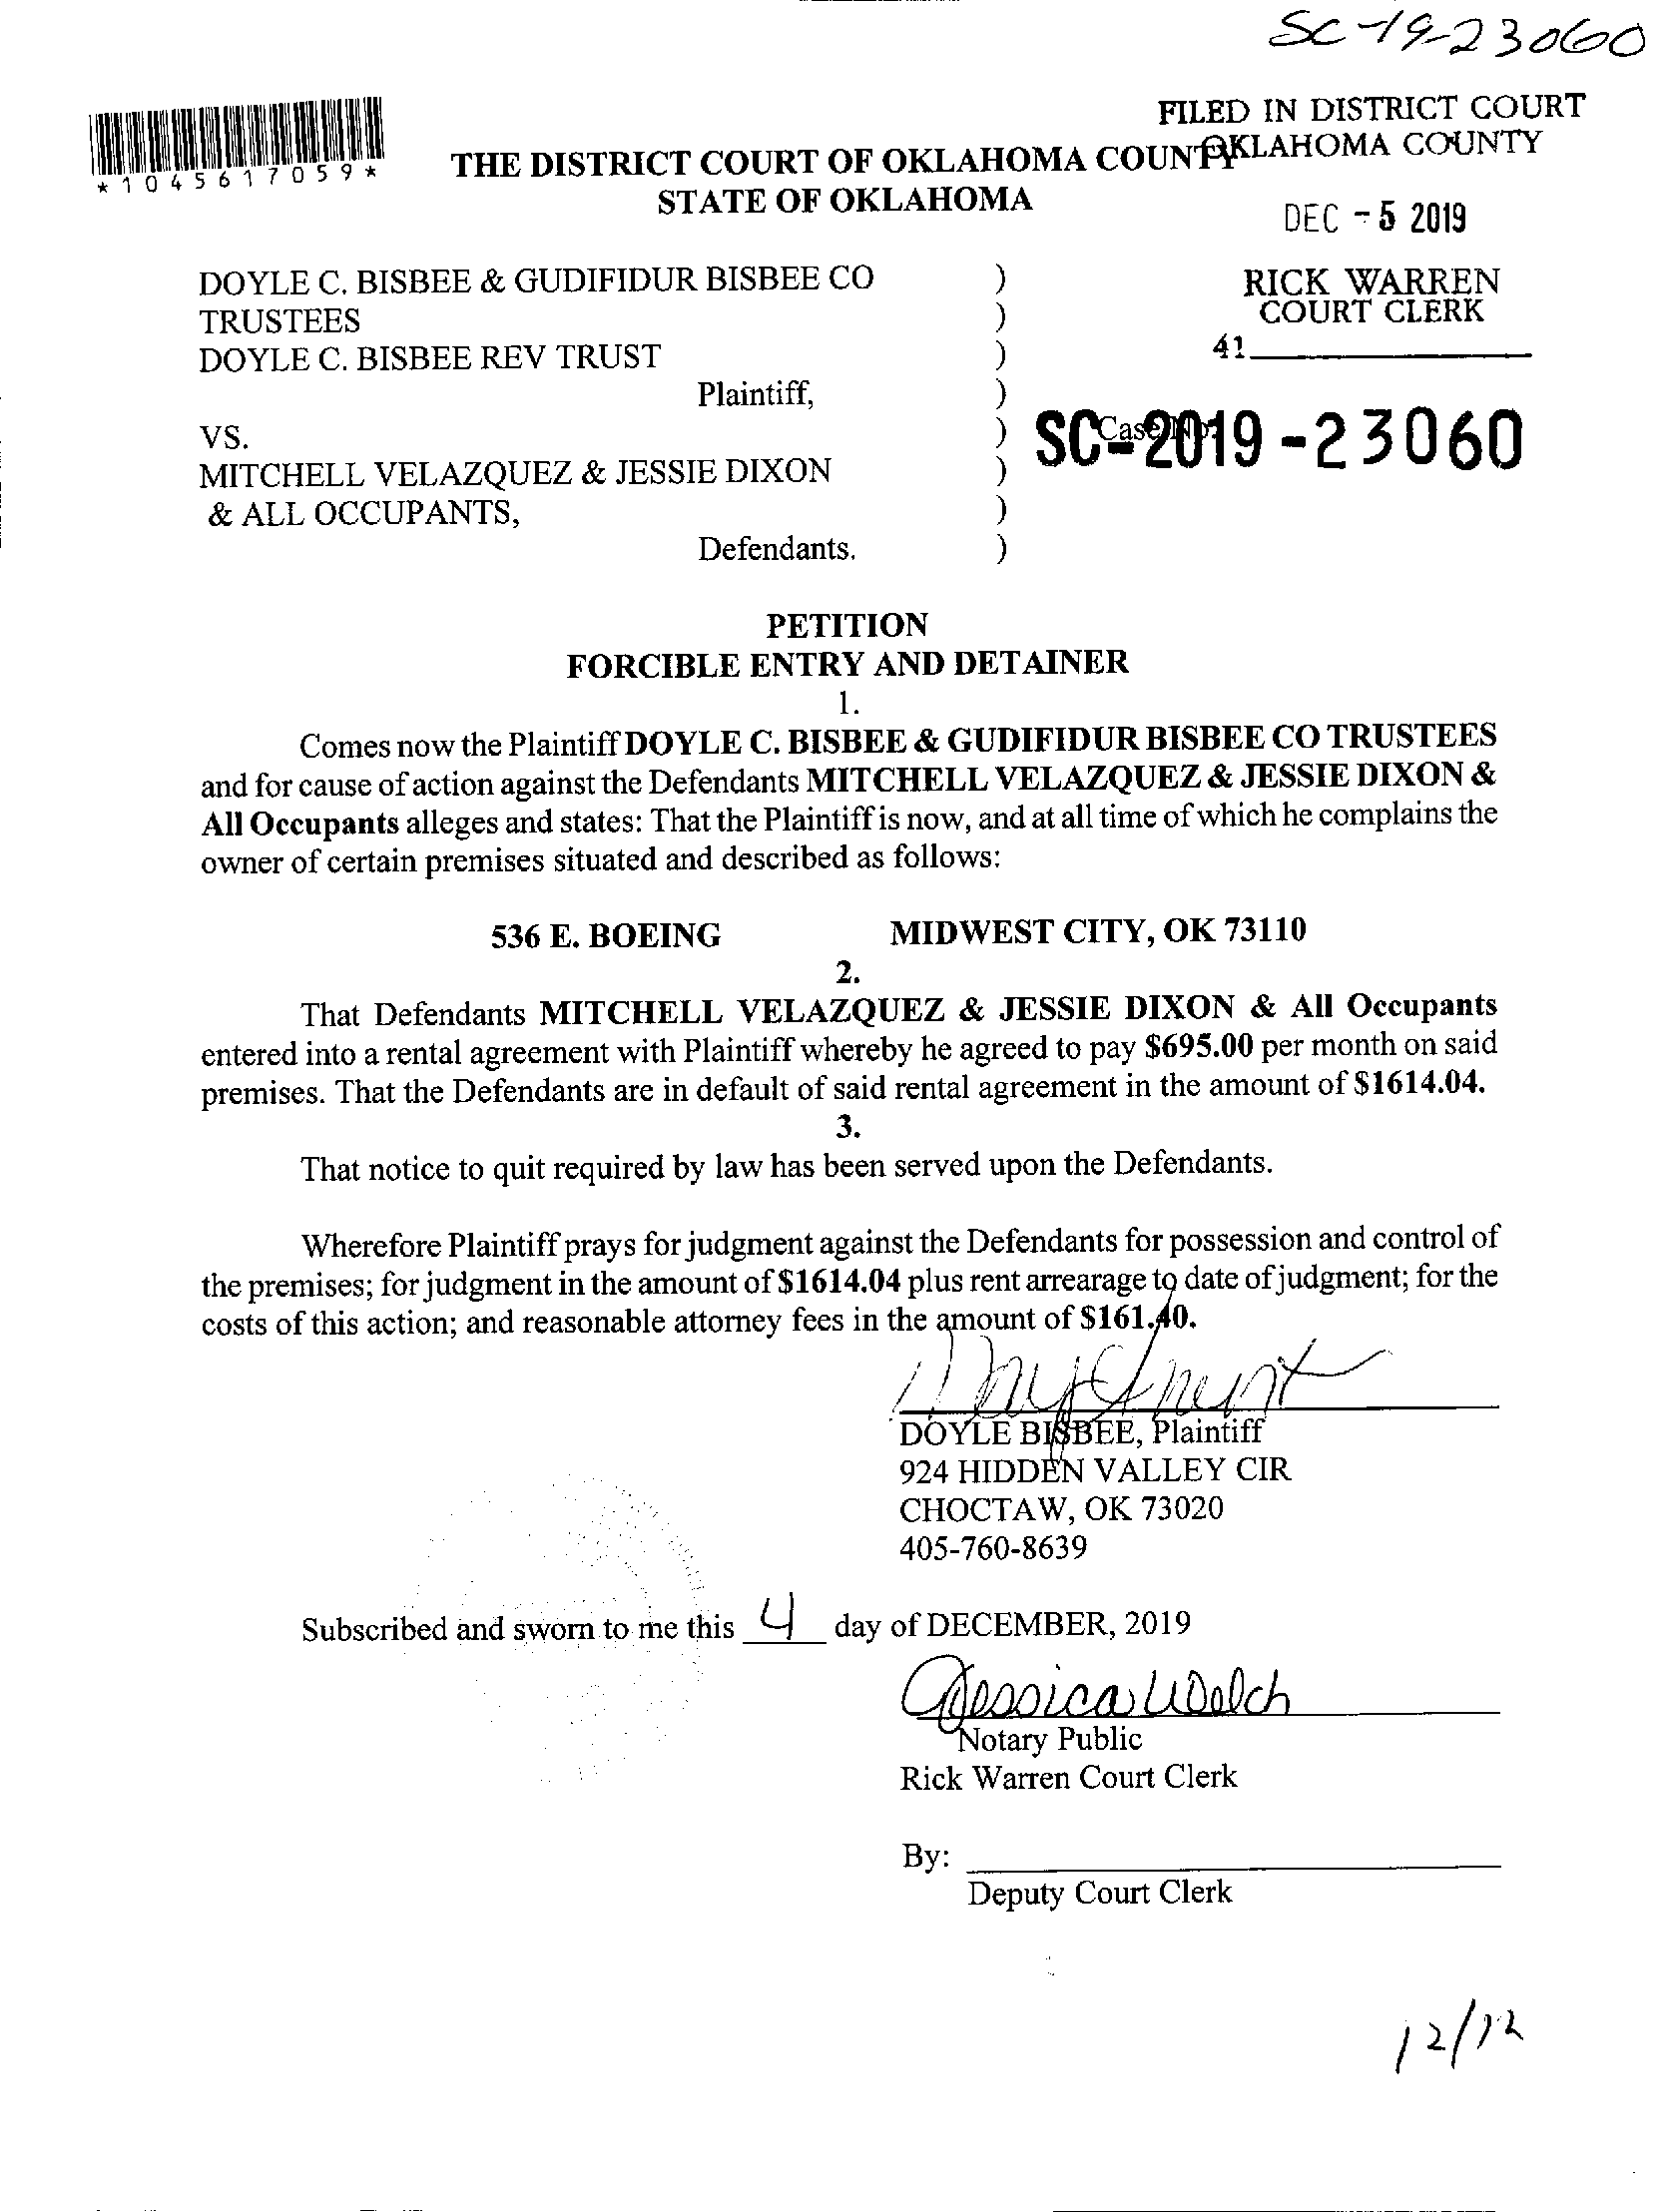 SC-19-23060
FILED IN DISTRICT COURT
OKLAHOMA COUNTY
*1045617059*
THE DISTRICT COURT OF OKLAHOMA COUNTY
STATE OF OKLAHOMA
DEC -5 2019
DOYLE C. BISBEE & GUDIFIDUR BISBEE CO )
TRUSTEES )
DOYLE C. BISBEE REV TRUST )
Plaintiff, )
RICK WARREN
COURT CLERK
41
VS. ) Case No.
SC-2019-23060
MITCHELL VELAZQUEZ & JESSIE DIXON )
& ALL OCCUPANTS, )
Defendants. )
PETITION
FORCIBLE ENTRY AND DETAINER
1.
Comes now the Plaintiff DOYLE C. BISBEE & GUDIFIDUR BISBEE CO TRUSTEES
and for cause of action against the Defendants MITCHELL VELAZQUEZ & JESSIE DIXON &
All Occupants alleges and states: That the Plaintiff is now, and at all time of which he complains the
owner of certain premises situated and described as follows:
536 E. BOEING MIDWEST CITY, OK 73110
2.
That Defendants MITCHELL VELAZQUEZ & JESSIE DIXON & All Occupants
entered into a rental agreement with Plaintiff whereby he agreed to pay $695.00 per month on said
premises. That the Defendants are in default of said rental agreement in the amount of $1614.04.
3.
That notice to quit required by law has been served upon the Defendants.
Wherefore Plaintiff prays for judgment against the Defendants for possession and control of
the premises; for judgment in the amount of $1614.04 plus rent arrearage to date of judgment; for the
costs of this action; and reasonable attorney fees in the amount of $161.40.
DOYLE BISBEE, Plaintiff
924 HIDDEN VALLEY CIR
CHOCTAW, OK 73020
405-760-8639
Subscribed and sworn to me this 4 day of DECEMBER, 2019
Jessica Welch
Notary Public
Rick Warren Court Clerk
By:
Deputy Court Clerk
12/12